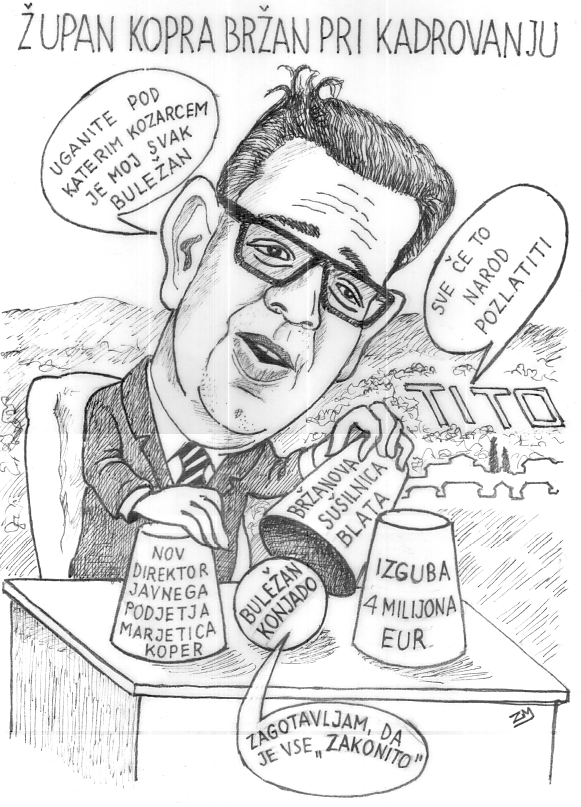 ŽUPAN KOPRA BRŽAN PRI KADROVANJU
UGANITE POD
KATERIM KOZARCEM
JE MOJ SVAK
BULEŽAN
SVE ČE TO
NAROD
POZLATITI
TITO
BRŽANOVA
SUŠILNICA
BLATA
NOV
DIREKTOR
JAVNEGA
PODJETJA
MARJETICA
KOPER
BULEŽAN
KONJADO
IZGUBA
4 MILIJONA
EUR
ZAGOTAVLJAM, DA
JE VSE „ZAKONITO"
ZM